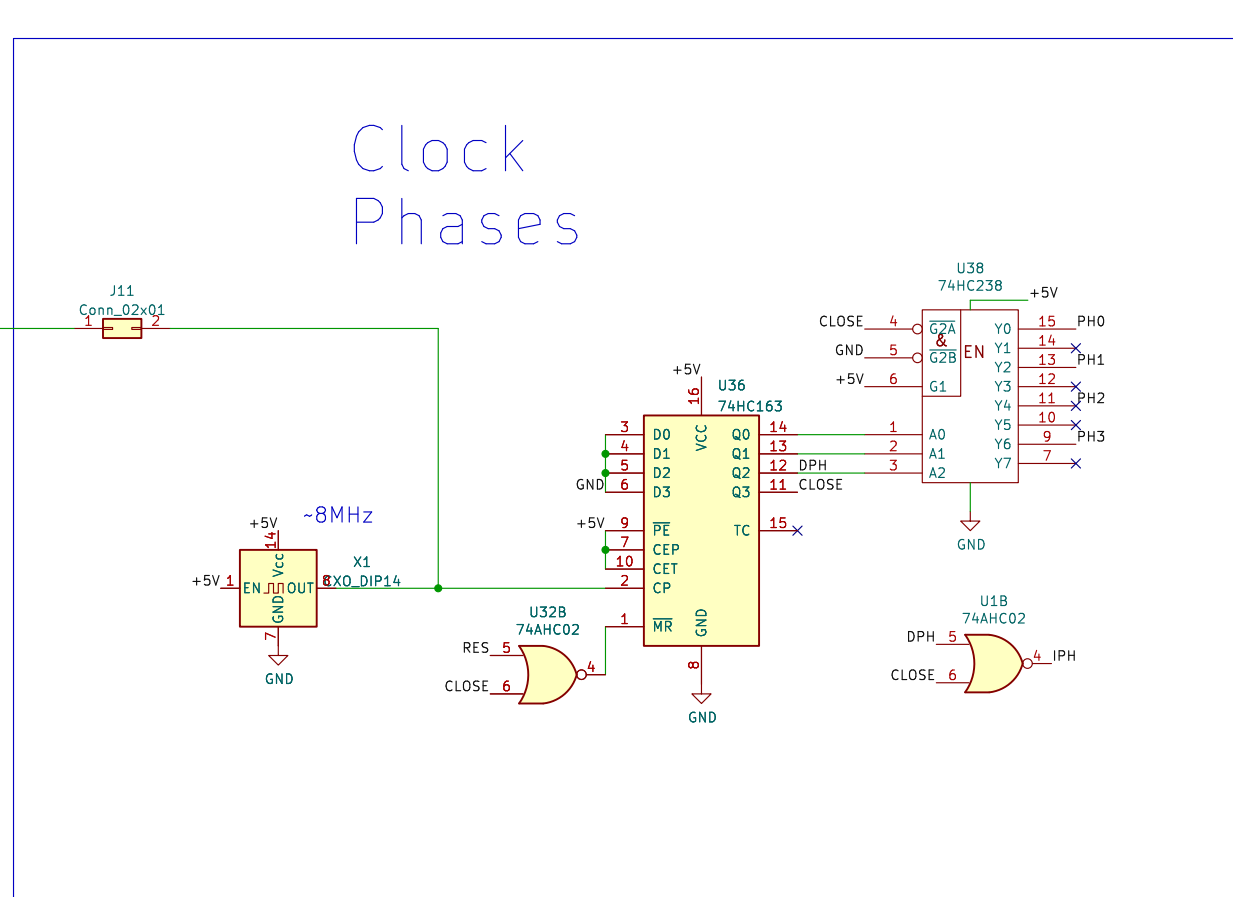 Clock
Phases
J11
Conn_02x01
1
2
U38
74HC238
+5V
CLOSE
4
G2A
&
EN
Y0
15
PH0
GND
5
G2B
Y1
14
+5V
6
G1
Y2
13
PH1
Y3
12
Y4
11
PH2
Y5
10
1
A0
Y6
9
PH3
2
A1
Y7
7
3
A2
GND
+5V
U36
74HC163
16
VCC
3
D0
Q0
14
4
D1
Q1
13
5
D2
Q2
12
DPH
GND
6
D3
Q3
11
CLOSE
+5V
9
PE
TC
15
7
CEP
10
CET
2
CP
1
MR
GND
8
GND
~8MHz
+5V
14
Vcc
X1
CXO_DIP14
+5V
1
EN
OUT
8
GND
7
GND
U32B
74AHC02
RES
5
4
CLOSE
6
U1B
74AHC02
DPH
5
4
IPH
CLOSE
6